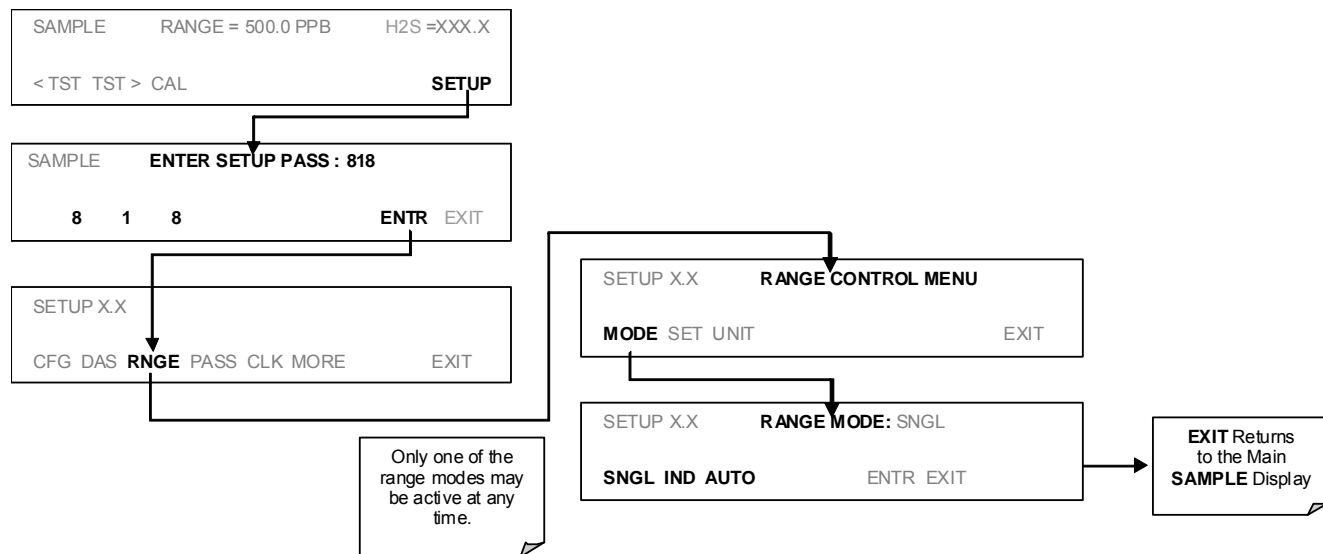 SAMPLE RANGE = 500.0 PPB H2S =XXX.X
< TST TST > CAL SETUP
SAMPLE ENTER SETUP PASS : 818
8 1 8 ENTR EXIT
SETUP X.X
CFG DAS RNGE PASS CLK MORE EXIT
SETUP X.X RANGE CONTROL MENU
MODE SET UNIT EXIT
SETUP X.X RANGE MODE: SNGL
SNGL IND AUTO ENTR EXIT
Only one of the
range modes may
be active at any
time.
EXIT Returns
to the Main
SAMPLE Display